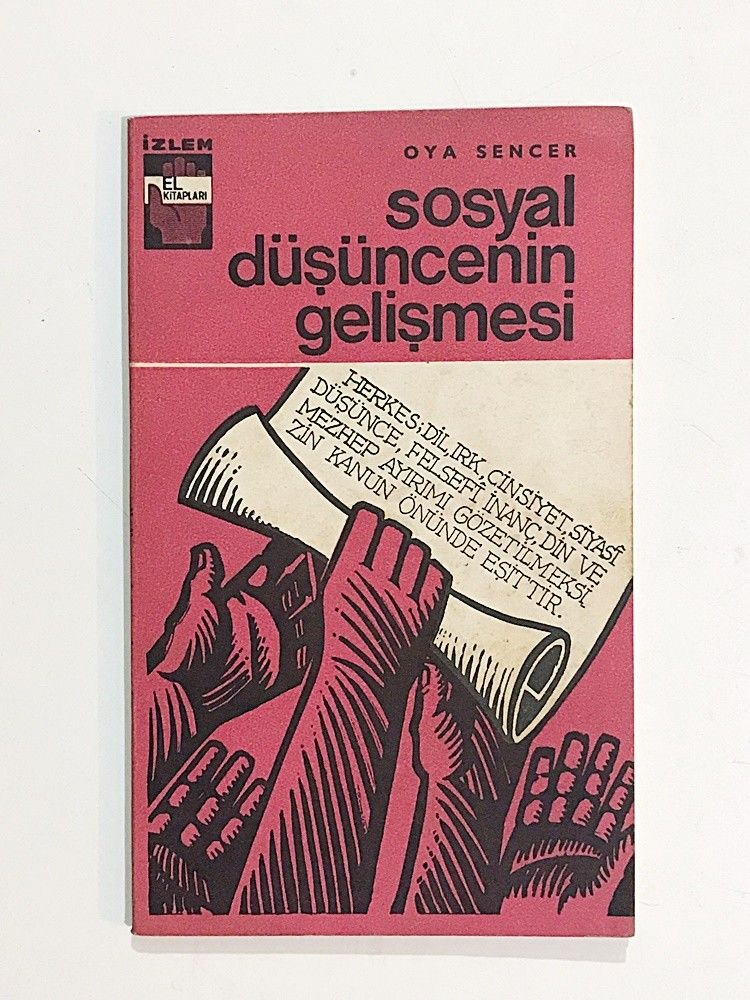 İZLEM
EL
KİTAPLARI
OYA SENCER
sosyal
düşüncenin
gelişmesi
HERKES; DİL, IRK, CİNSİYET, SİYASÎ
DÜŞÜNCE, FELSEFÎ İNANÇ, DİN VE
MEZHEP AYIRIMI GÖZETİLMEKSİ
ZİN KANUN ÖNÜNDE EŞİTTİR.